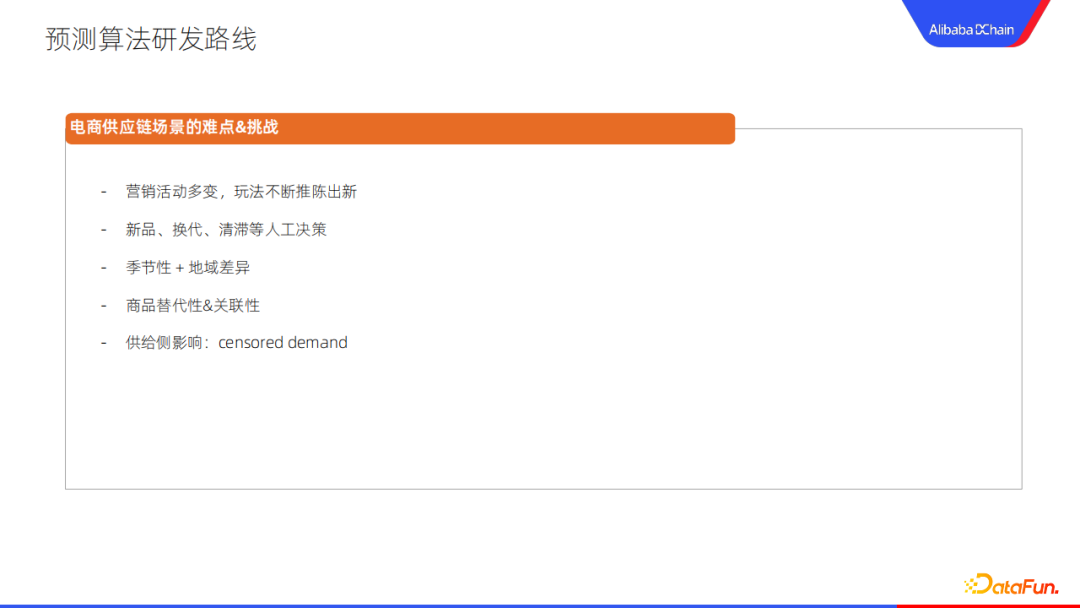 预测算法研发路线
Alibaba DChain
电商供应链场景的难点&挑战
- 营销活动多变，玩法不断推陈出新
- 新品、换代、清滞等人工决策
- 季节性 + 地域差异
- 商品替代性&关联性
- 供给侧影响：censored demand
DataFun.